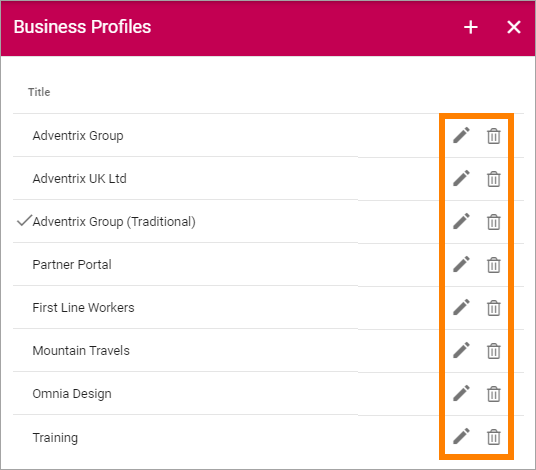 Business Profiles
Title
Adventrix Group
Adventrix UK Ltd
Adventrix Group (Traditional)
Partner Portal
First Line Workers
Mountain Travels
Omnia Design
Training